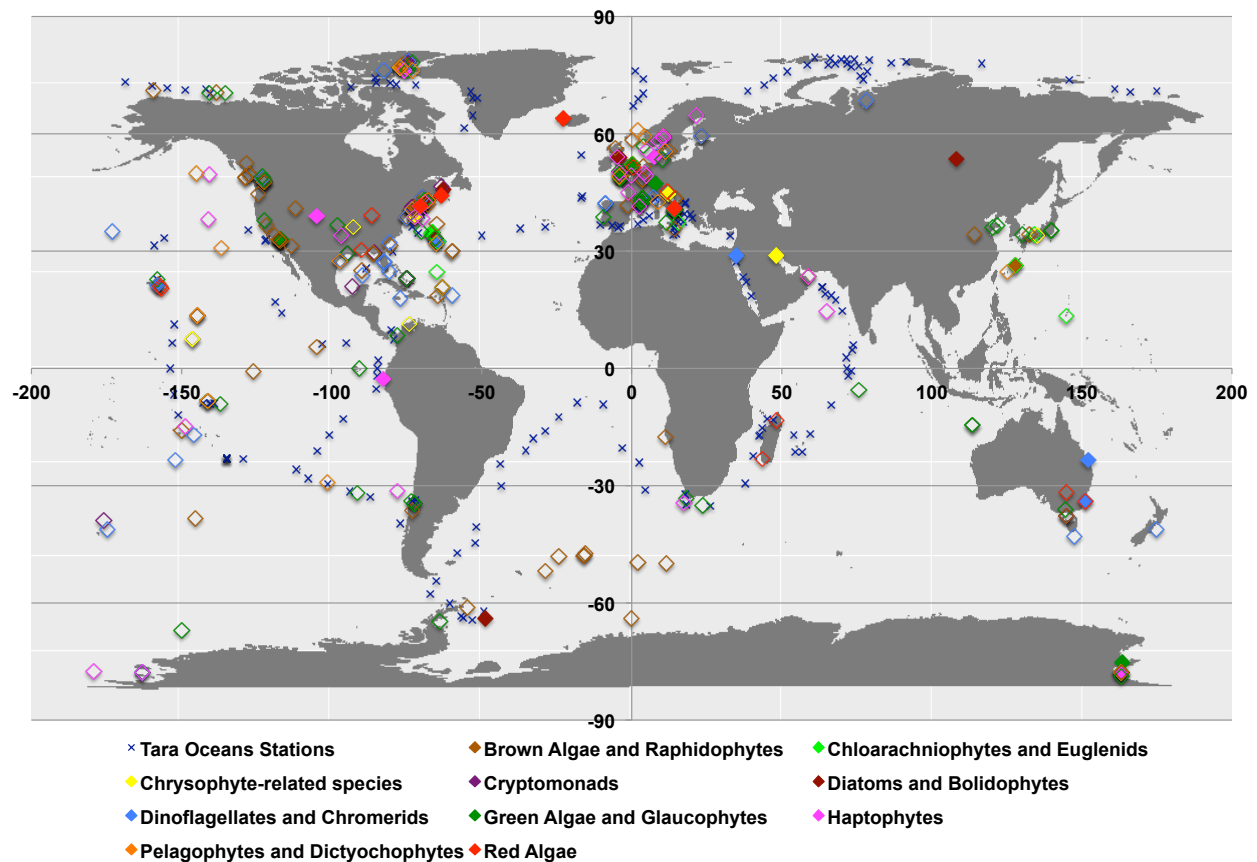 90
60
30
0
-200 -150 -100 -50 0 50 100 150 200
-30
-60
-90
Tara Oceans Stations Brown Algae and Raphidophytes Chloarachniophytes and Euglenids
Chrysophyte-related species Cryptomonads Diatoms and Bolidophytes
Dinoflagellates and Chromerids Green Algae and Glaucophytes Haptophytes
Pelagophytes and Dictyochophytes Red Algae